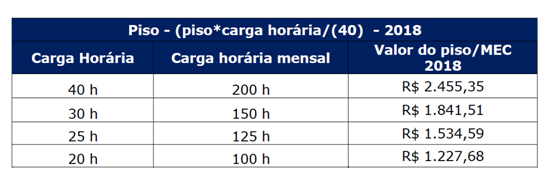 Piso - (piso*carga horária/(40)  - 2018
Carga Horária Carga horária mensal Valor do piso/MEC 2018
40 h 200 h R$ 2.455,35
30 h 150 h R$ 1.841,51
25 h 125 h R$ 1.534,59
20 h 100 h R$ 1.227,68